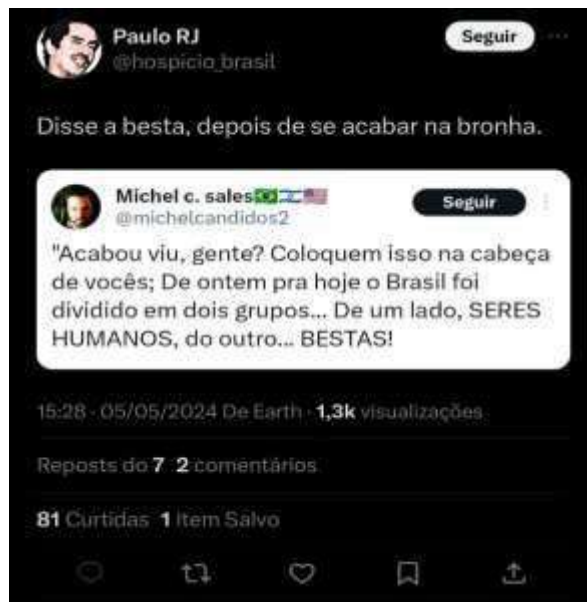 Paulo RJ
Seguir
@hospicio_brasil
Disse a besta, depois de se acabar na bronha.
Michel c. sales🇧🇷🇮🇱🇺🇸
Seguir
@michelcandidos2
"Acabou viu, gente? Coloquem isso na cabeça
de vocês; De ontem pra hoje o Brasil foi
dividido em dois grupos... De um lado, SERES
HUMANOS, do outro... BESTAS!
15:28 · 05/05/2024 De Earth · 1,3k visualizações
Reposts do 7 2 comentários
81 Curtidas 1 Item Salvo